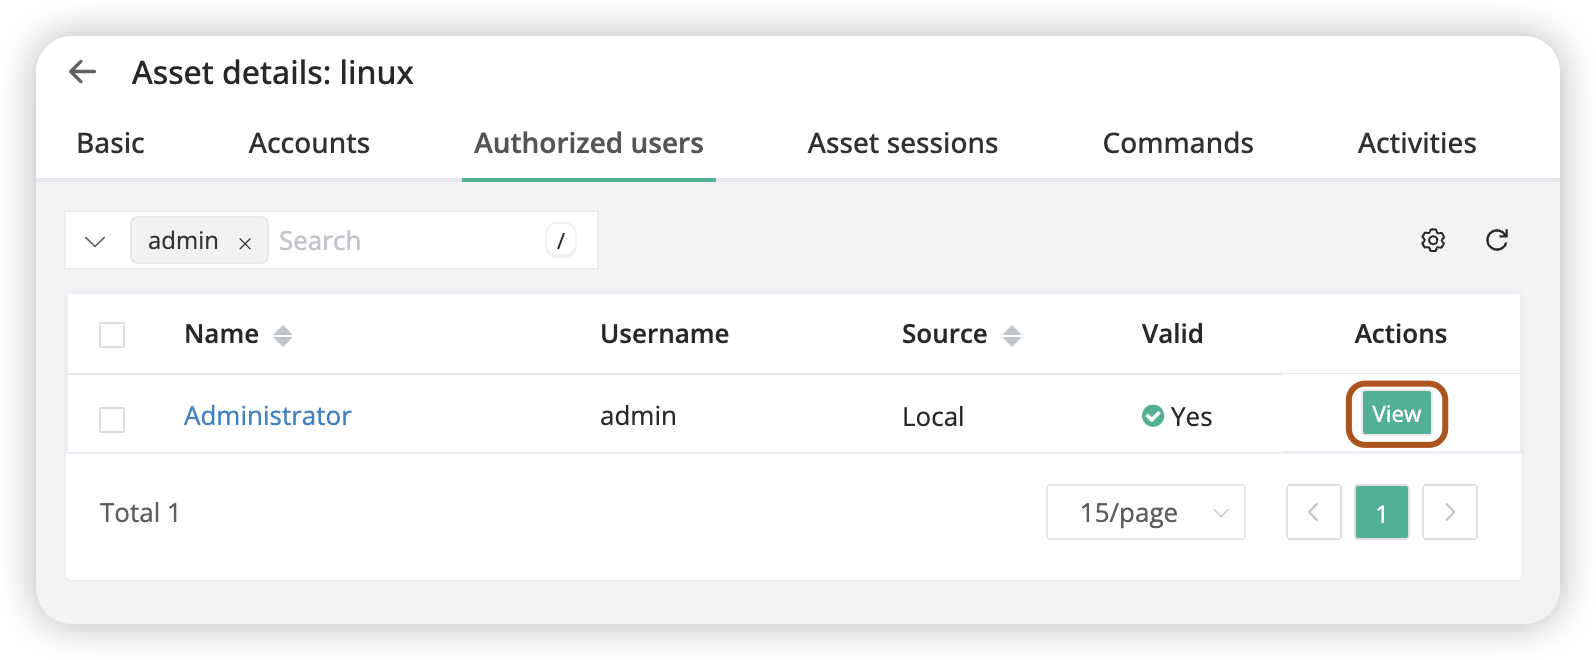 Asset details: linux
Basic Accounts Authorized users Asset sessions Commands Activities
admin × Search /
Name Username Source Valid Actions
Administrator admin Local Yes View
Total 1 15/page 1